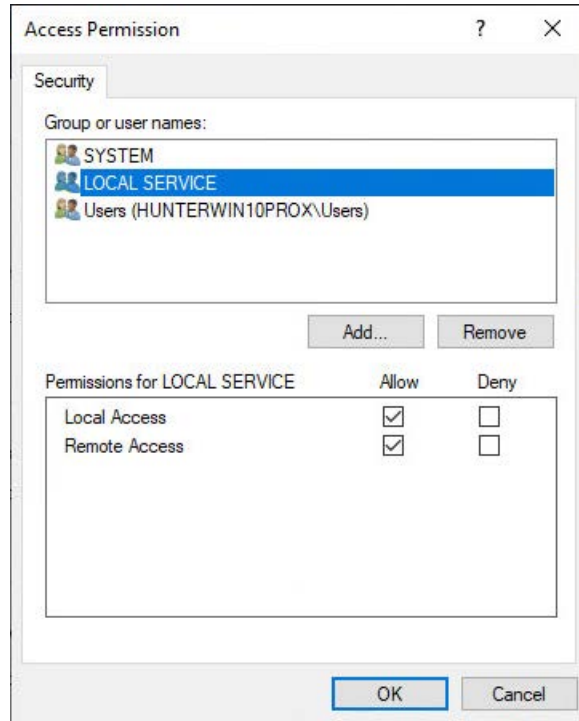 Access Permission ? X
Security
Group or user names:
SYSTEM
LOCAL SERVICE
Users (HUNTERWIN10PROX\Users)
Add... Remove
Permissions for LOCAL SERVICE Allow Deny
Local Access
Remote Access
OK Cancel